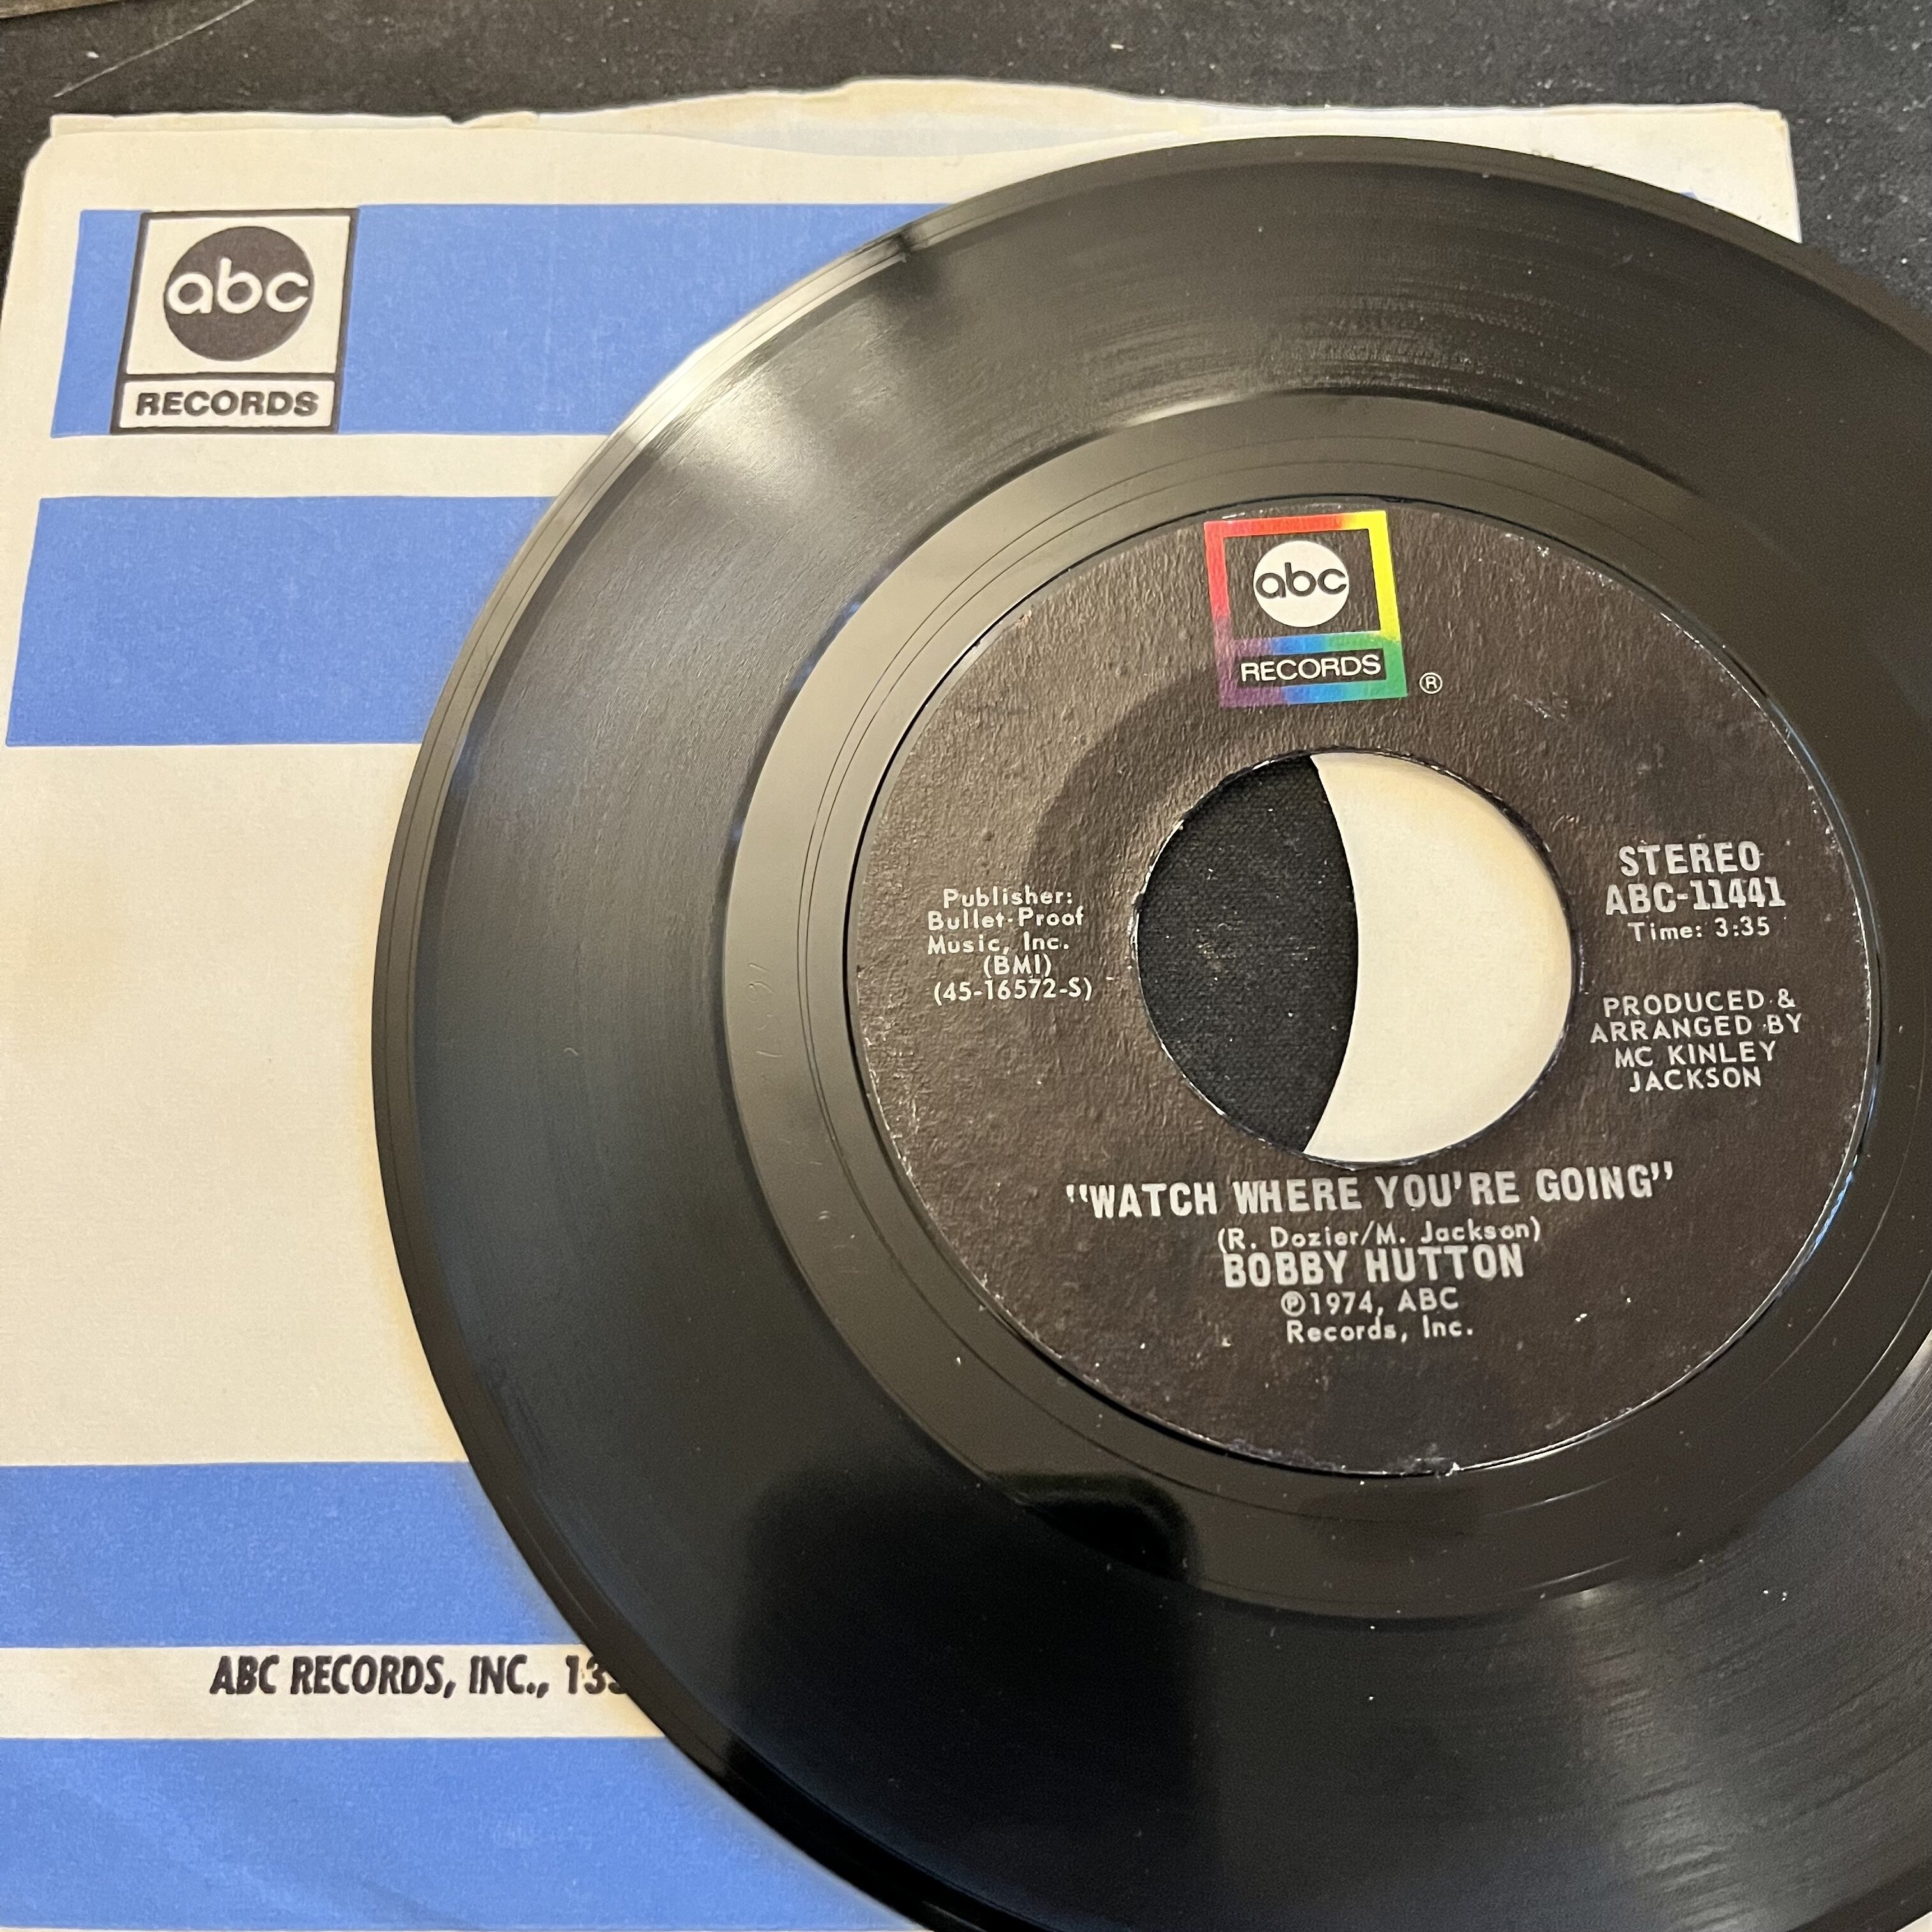 abc
RECORDS
abc
RECORDS ®
Publisher:
Bullet-Proof
Music, Inc.
(BMI)
(45-16572-S)
STEREO
ABC-11441
Time: 3:35
PRODUCED &
ARRANGED BY
MC KINLEY
JACKSON
"WATCH WHERE YOU'RE GOING"
(R. Dozier/M. Jackson)
BOBBY HUTTON
℗1974, ABC
Records, Inc.
ABC RECORDS, INC.,